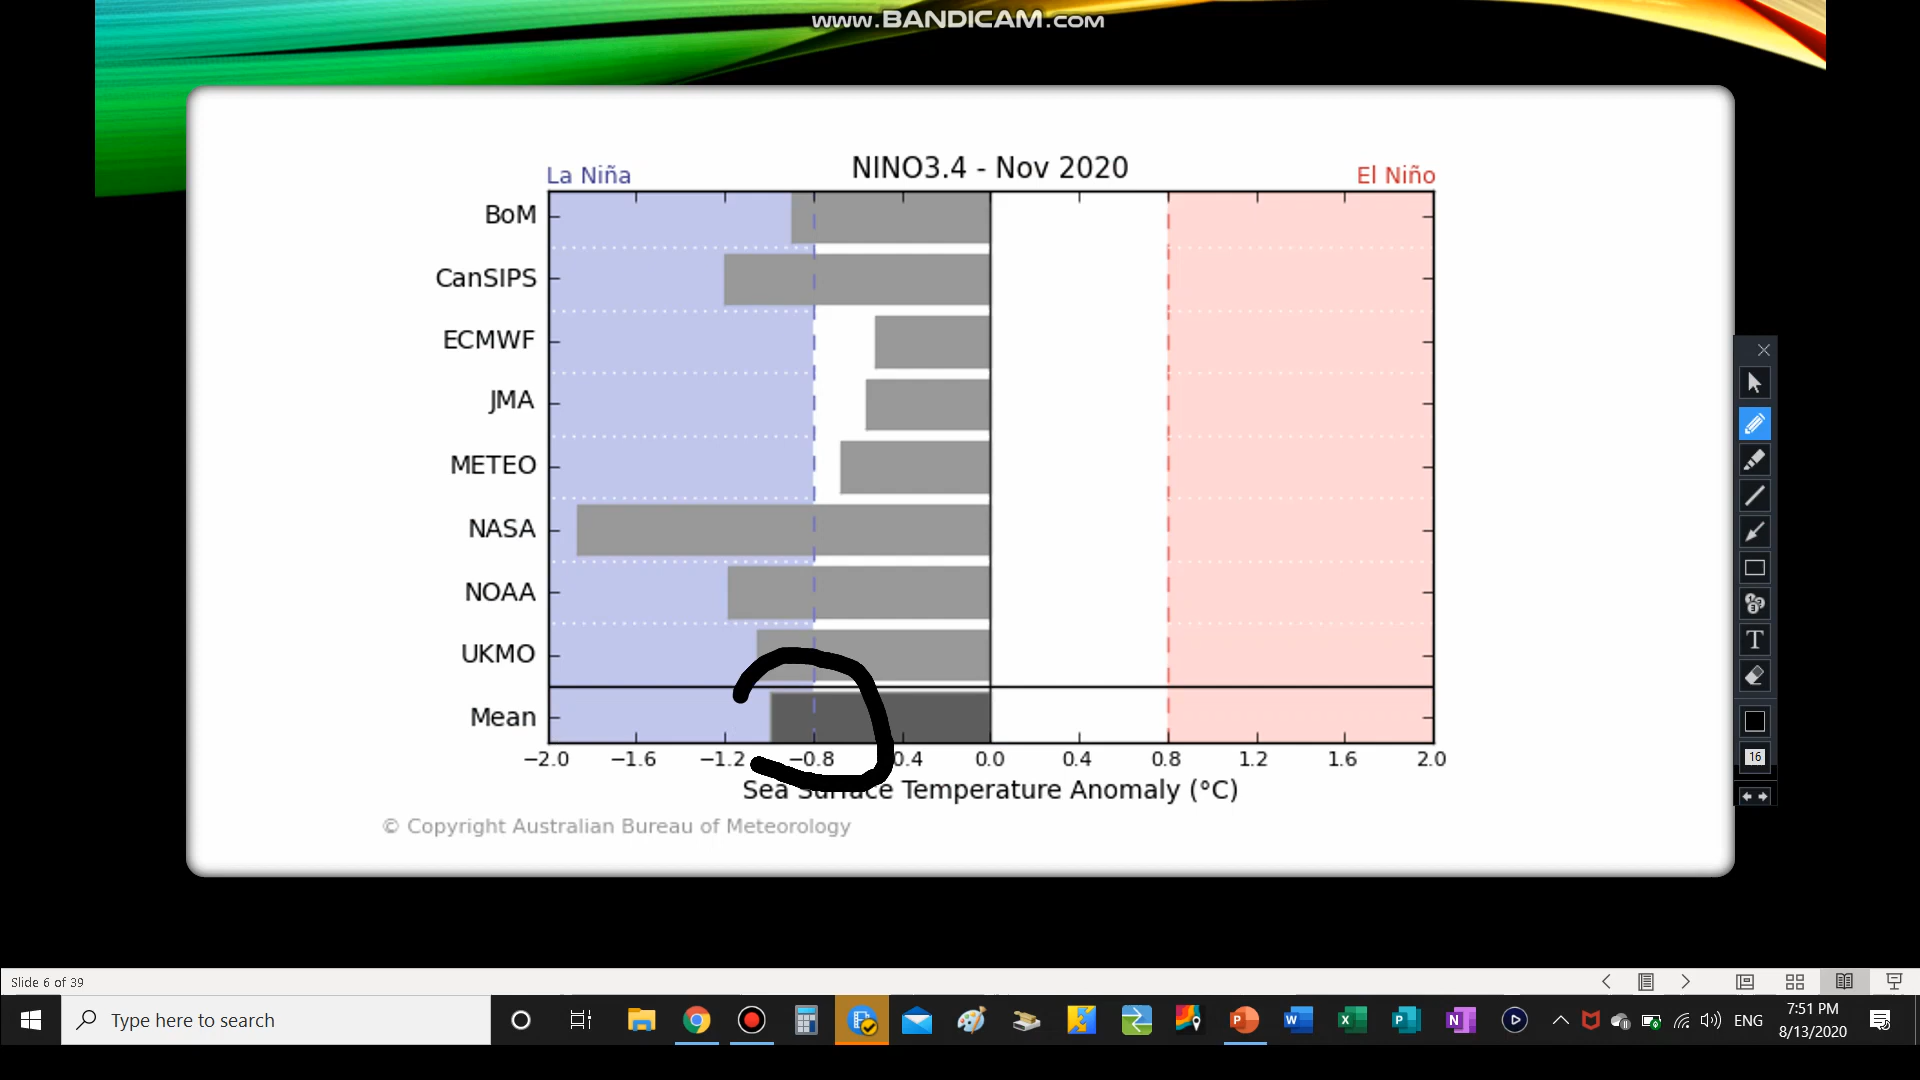 www.BANDICAM.com
NINO3.4 - Nov 2020
La Niña
El Niño
BoM
CanSIPS
ECMWF
JMA
METEO
NASA
NOAA
UKMO
Mean
−2.0 −1.6 −1.2 −0.8 0.4 0.0 0.4 0.8 1.2 1.6 2.0
Sea Surface Temperature Anomaly (°C)
© Copyright Australian Bureau of Meteorology
T
16
Slide 6 of 39
Type here to search
ENG
7:51 PM
8/13/2020